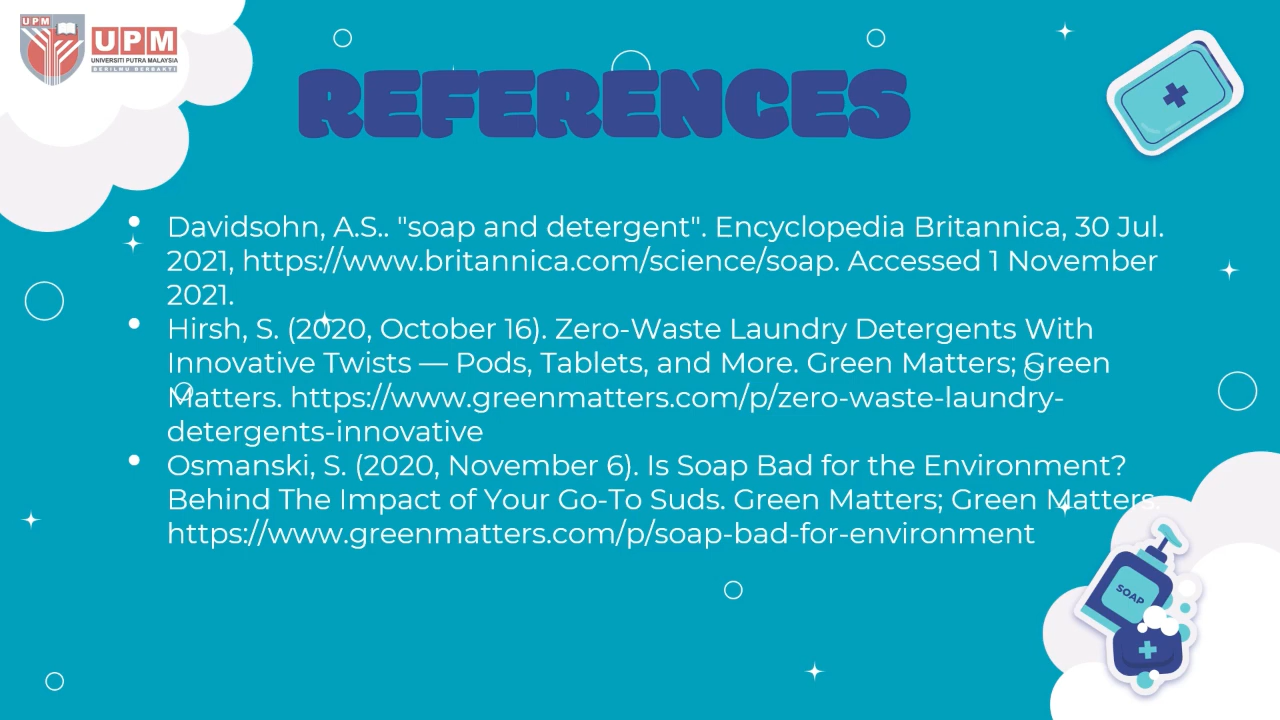 UPM
UPM
UNIVERSITI PUTRA MALAYSIA
BERILMU BERBAKTI
REFERENCES
• Davidsohn, A.S.. "soap and detergent". Encyclopedia Britannica, 30 Jul.
2021, https://www.britannica.com/science/soap. Accessed 1 November
2021.
• Hirsh, S. (2020, October 16). Zero-Waste Laundry Detergents With
Innovative Twists — Pods, Tablets, and More. Green Matters; Green
Matters. https://www.greenmatters.com/p/zero-waste-laundry-
detergents-innovative
• Osmanski, S. (2020, November 6). Is Soap Bad for the Environment?
Behind The Impact of Your Go-To Suds. Green Matters; Green Matters.
https://www.greenmatters.com/p/soap-bad-for-environment
SOAP